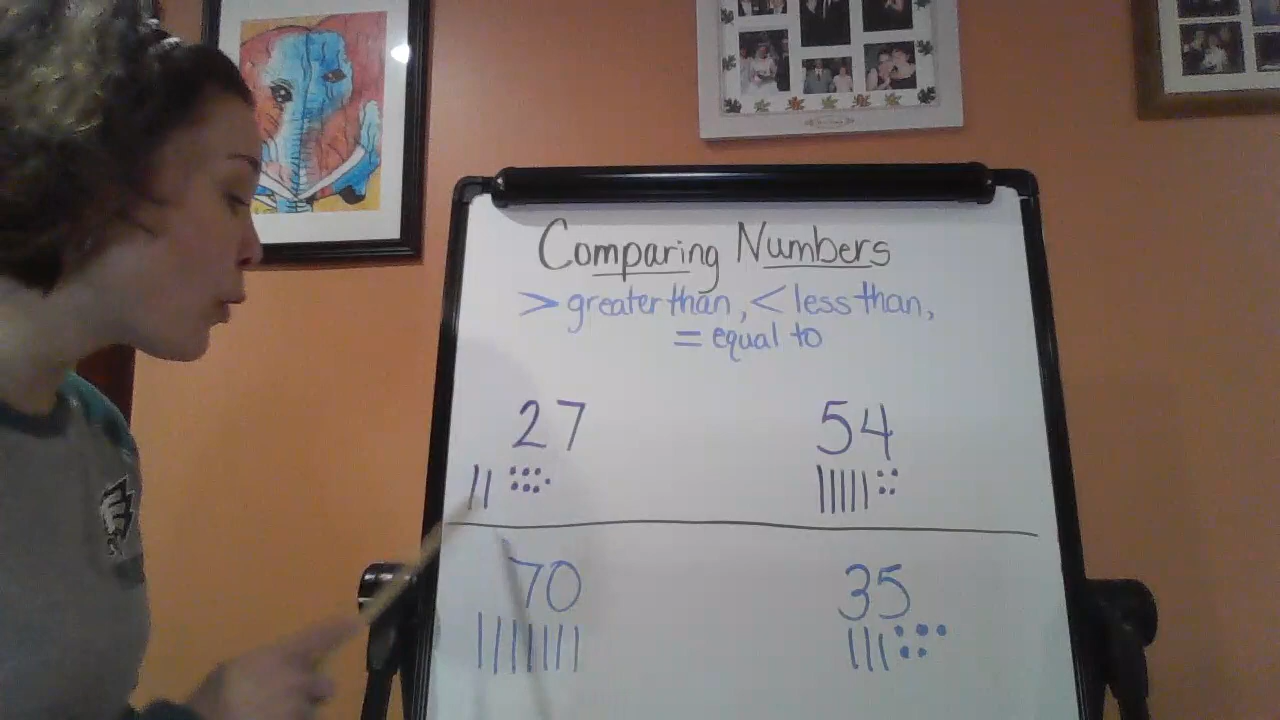 Comparing Numbers
> greater than, < less than,
= equal to
27 54
70 35